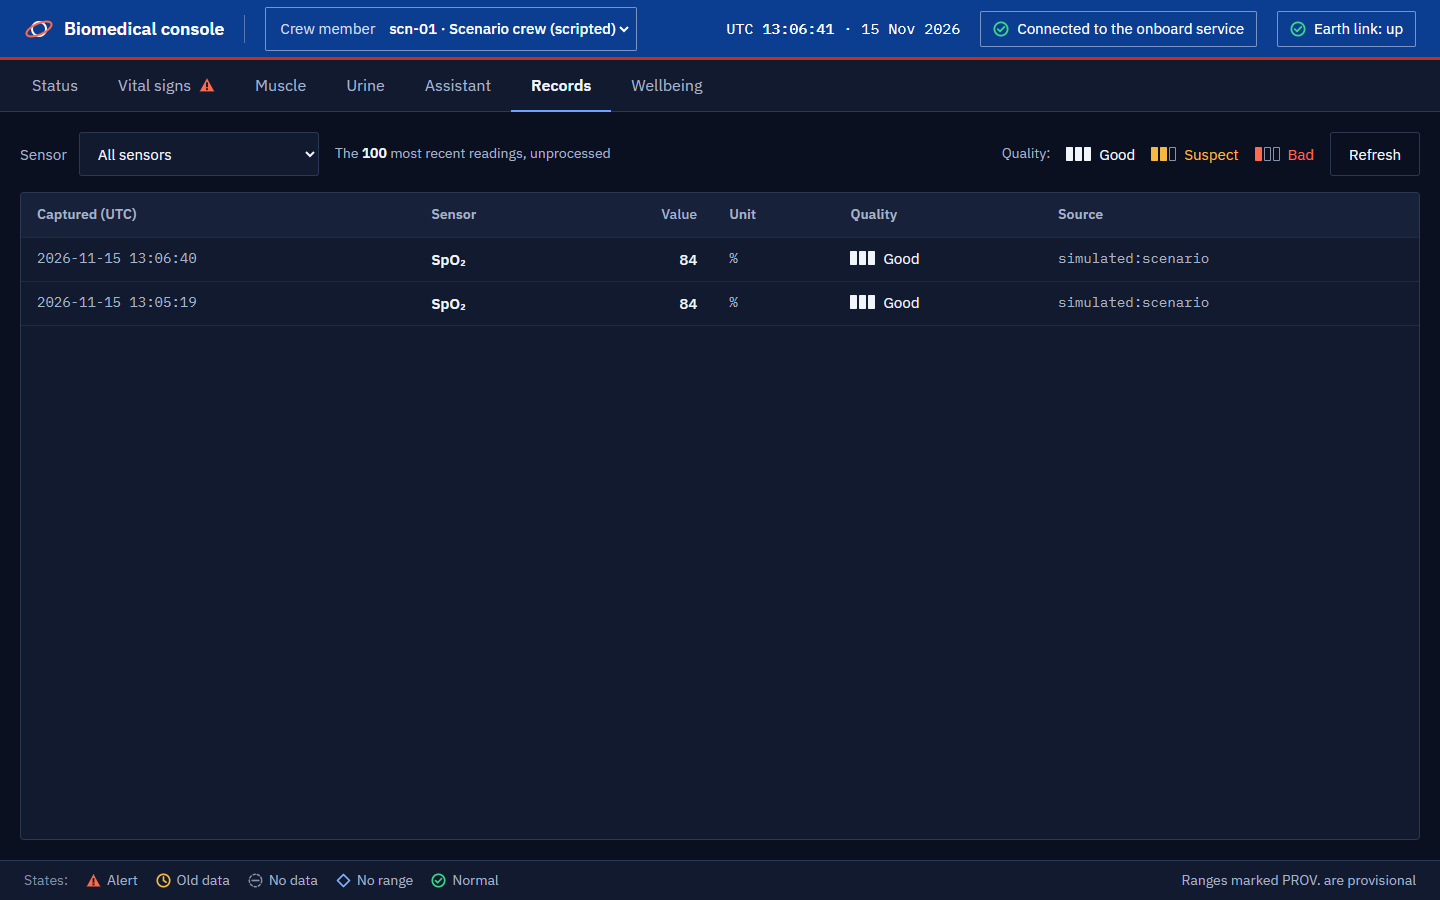 Biomedical console
Crew member scn-01 · Scenario crew (scripted)
UTC 13:06:41 · 15 Nov 2026
Connected to the onboard service
Earth link: up
Status Vital signs Muscle Urine Assistant Records Wellbeing
Sensor All sensors The 100 most recent readings, unprocessed Quality: Good Suspect Bad Refresh
Captured (UTC) Sensor Value Unit Quality Source
2026-11-15 13:06:40 SpO₂ 84 % Good simulated:scenario
2026-11-15 13:05:19 SpO₂ 84 % Good simulated:scenario
States: Alert Old data No data No range Normal Ranges marked PROV. are provisional